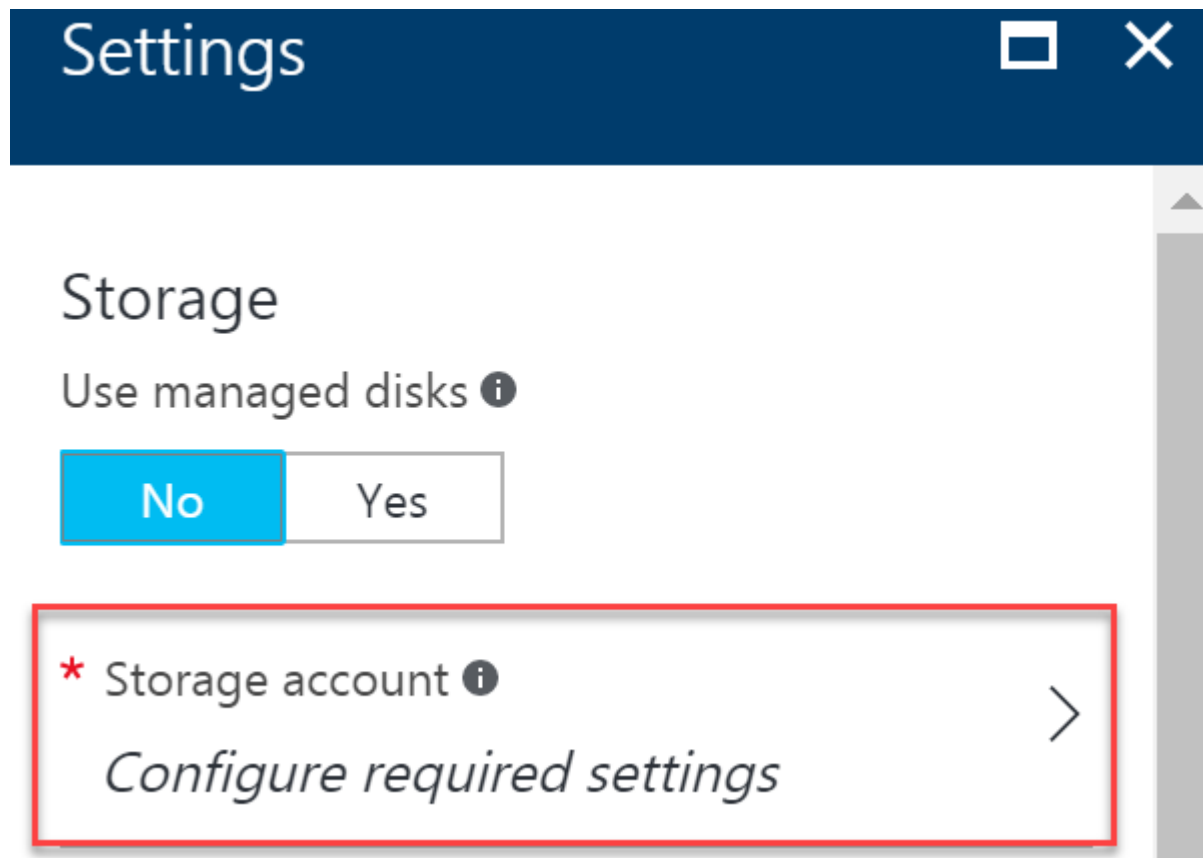 Settings
Storage
Use managed disks
No Yes
* Storage account
Configure required settings